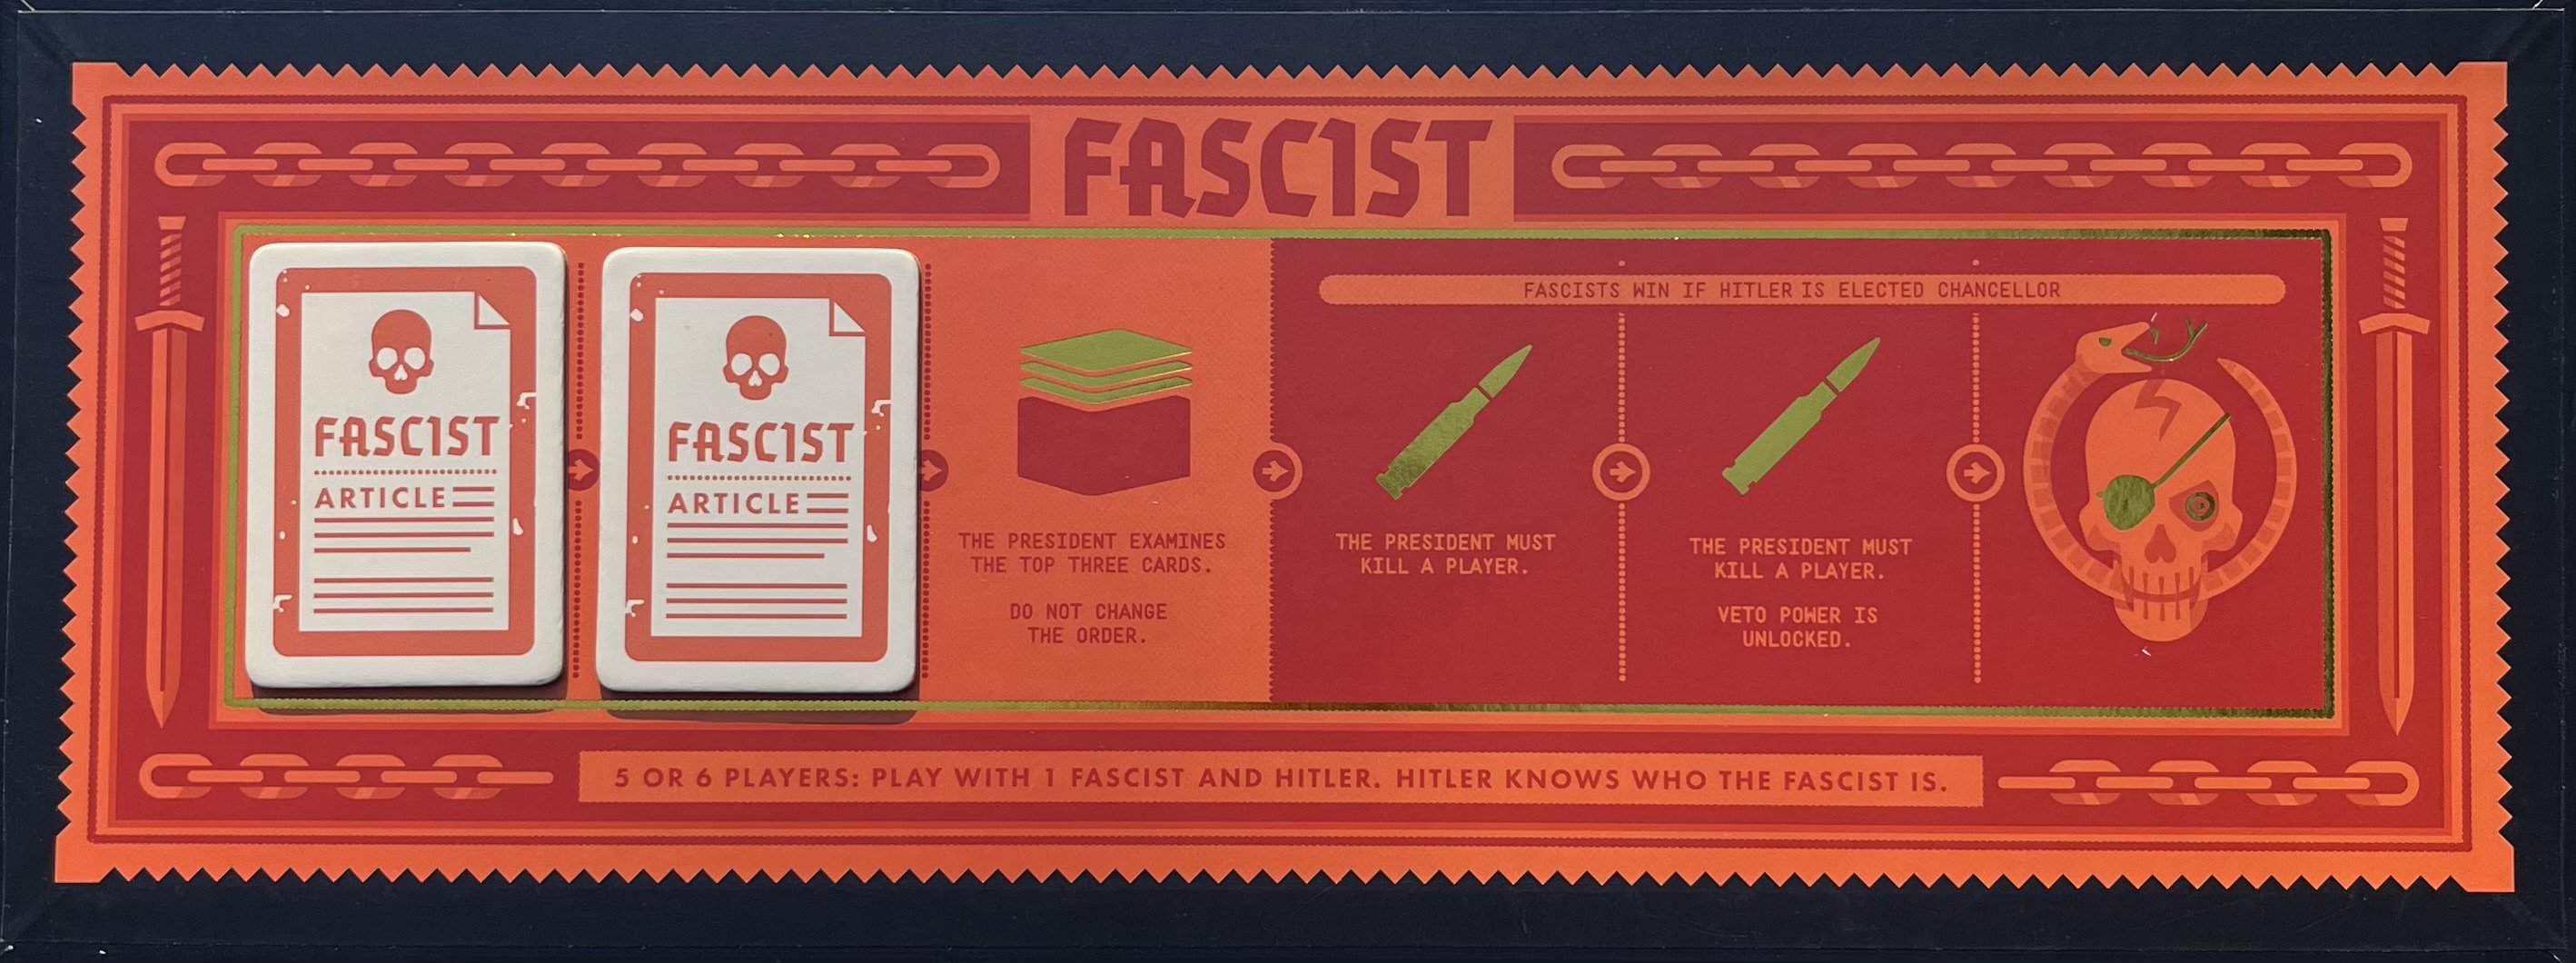 FASCIST
FASCIST
ARTICLE
FASCIST
ARTICLE
THE PRESIDENT EXAMINES
THE TOP THREE CARDS.
DO NOT CHANGE
THE ORDER.
FASCISTS WIN IF HITLER IS ELECTED CHANCELLOR
THE PRESIDENT MUST
KILL A PLAYER.
THE PRESIDENT MUST
KILL A PLAYER.
VETO POWER IS
UNLOCKED.
5 OR 6 PLAYERS: PLAY WITH 1 FASCIST AND HITLER. HITLER KNOWS WHO THE FASCIST IS.